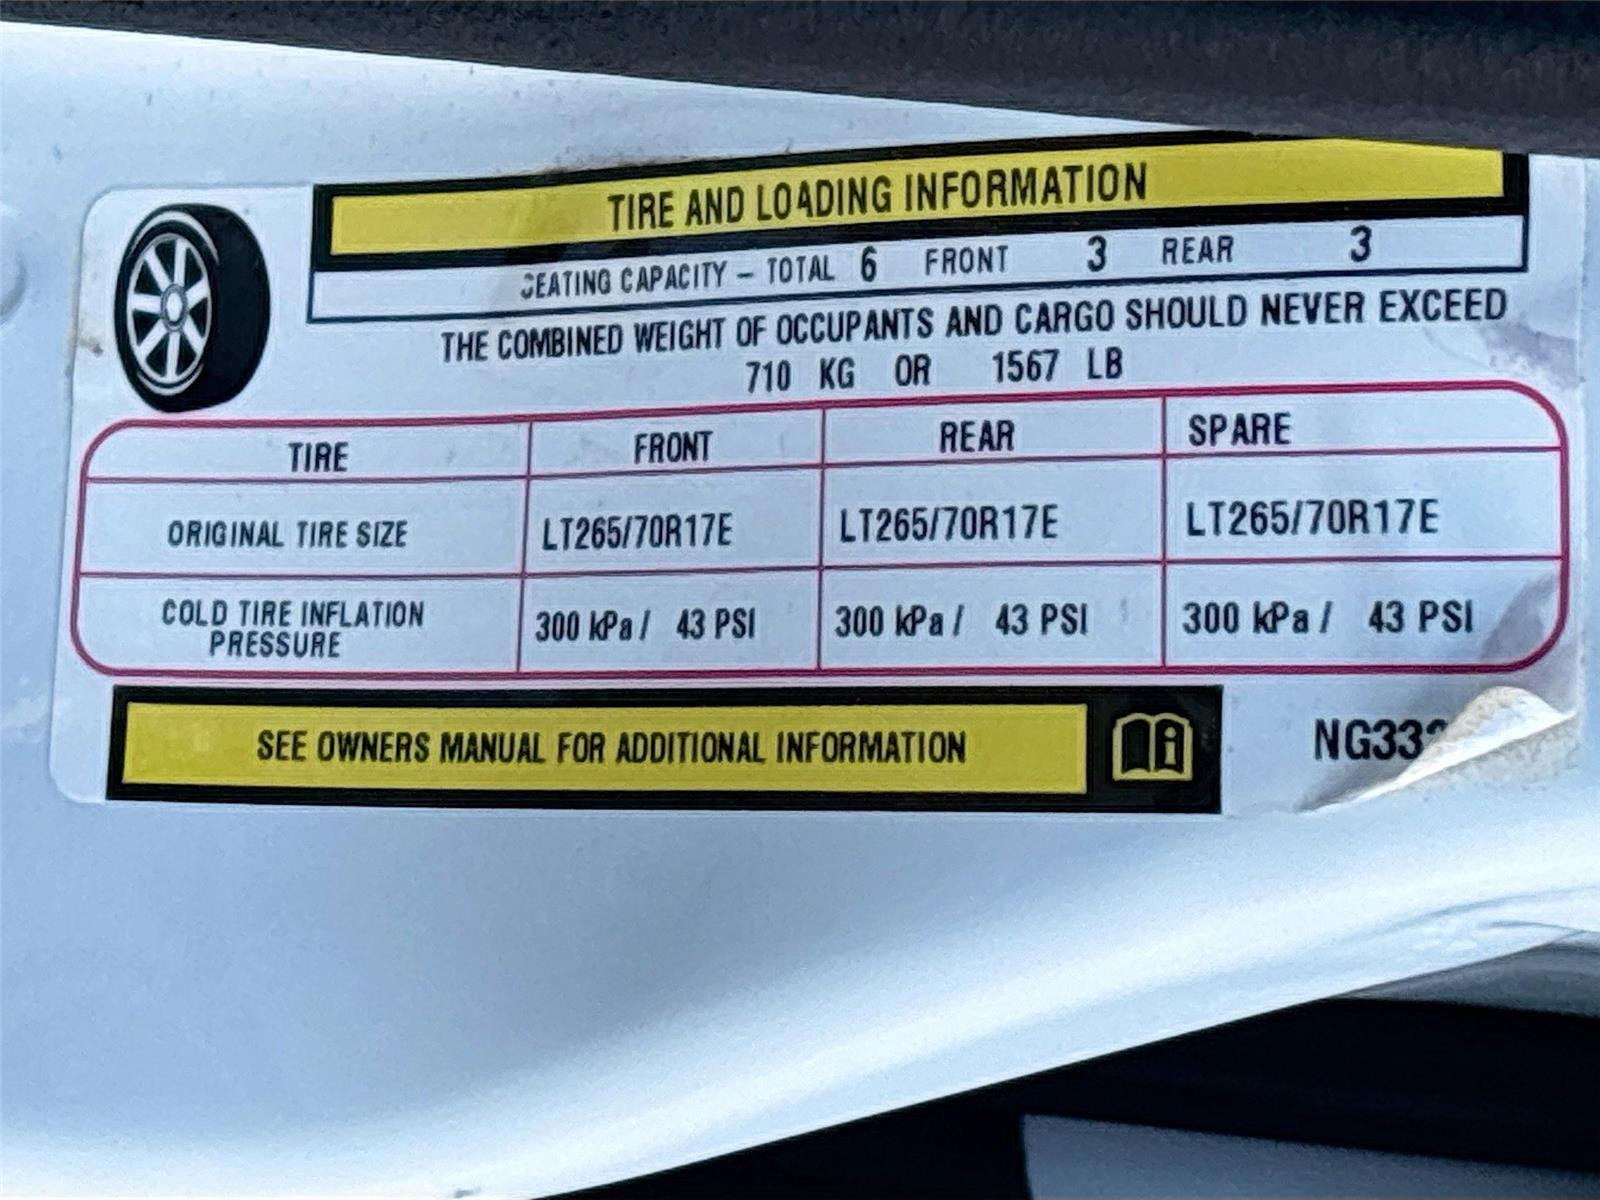 TIRE AND LOADING INFORMATION
SEATING CAPACITY – TOTAL 6 FRONT 3 REAR 3
THE COMBINED WEIGHT OF OCCUPANTS AND CARGO SHOULD NEVER EXCEED
710 KG OR 1567 LB
TIRE FRONT REAR SPARE
ORIGINAL TIRE SIZE LT265/70R17E LT265/70R17E LT265/70R17E
COLD TIRE INFLATION PRESSURE 300 kPa / 43 PSI 300 kPa / 43 PSI 300 kPa / 43 PSI
SEE OWNERS MANUAL FOR ADDITIONAL INFORMATION